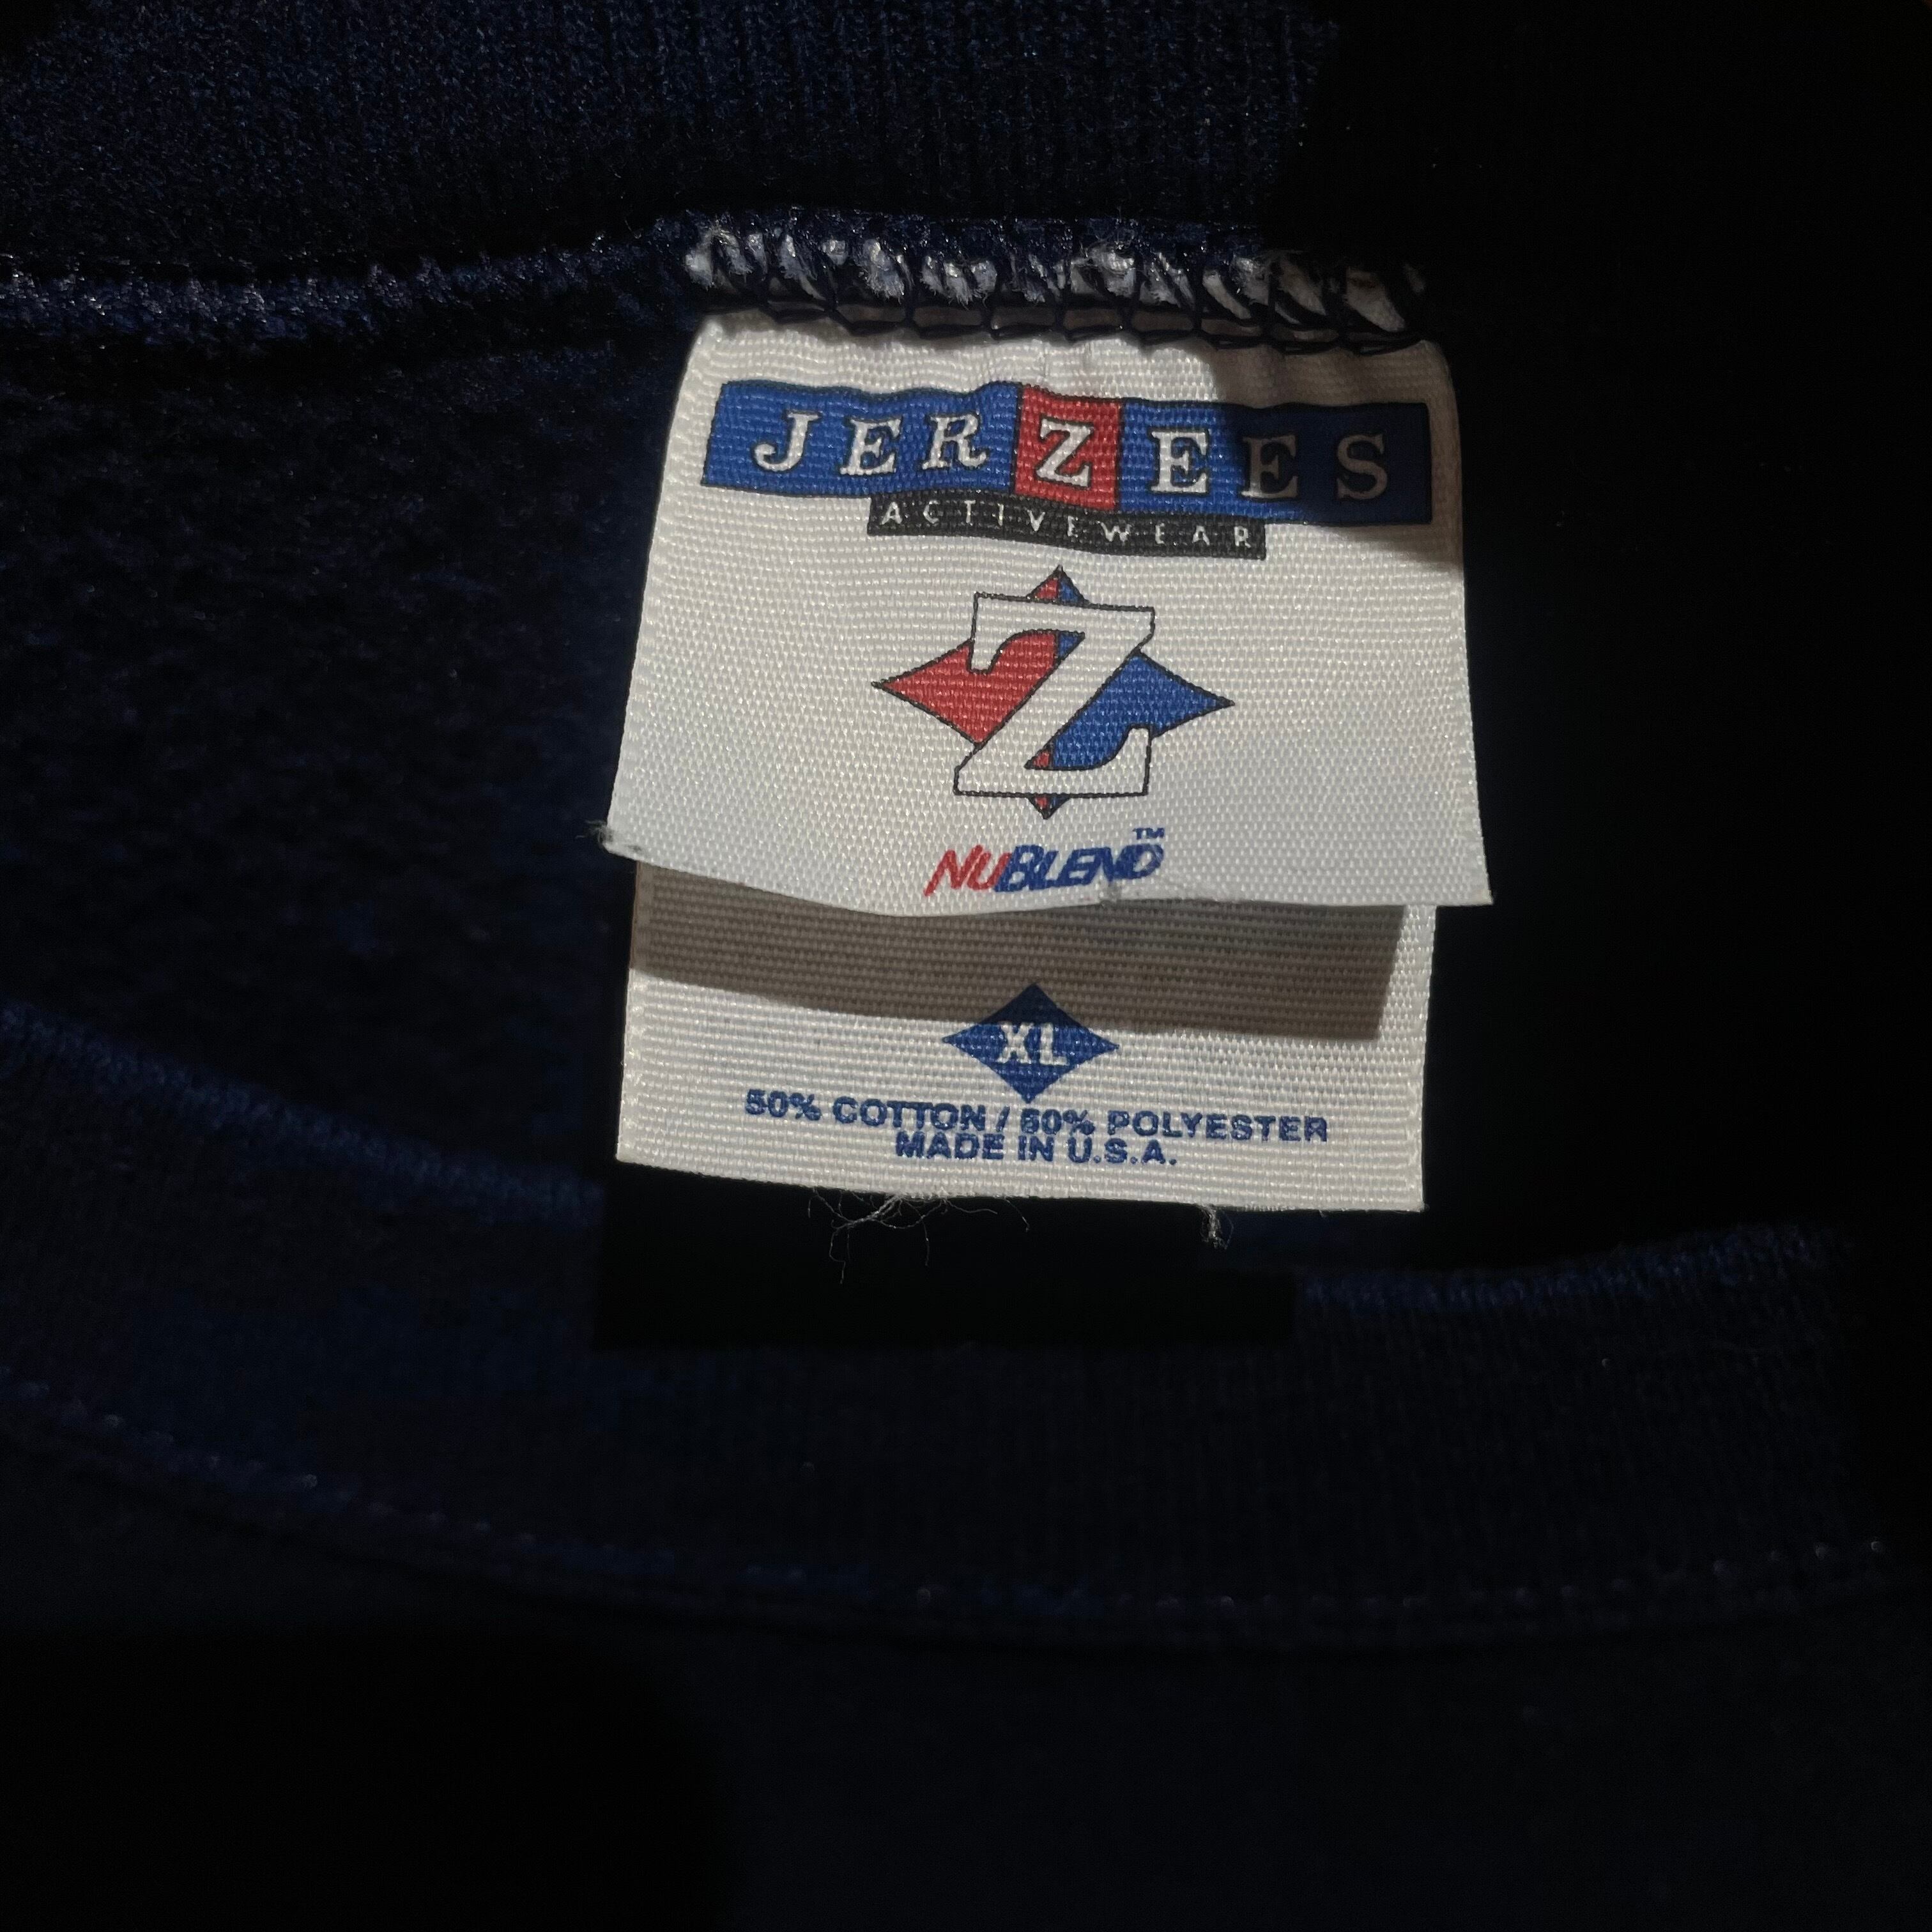 JERZEES
ACTIVEWEAR
Z
NUBLEND™
XL
50% COTTON / 50% POLYESTER
MADE IN U.S.A.